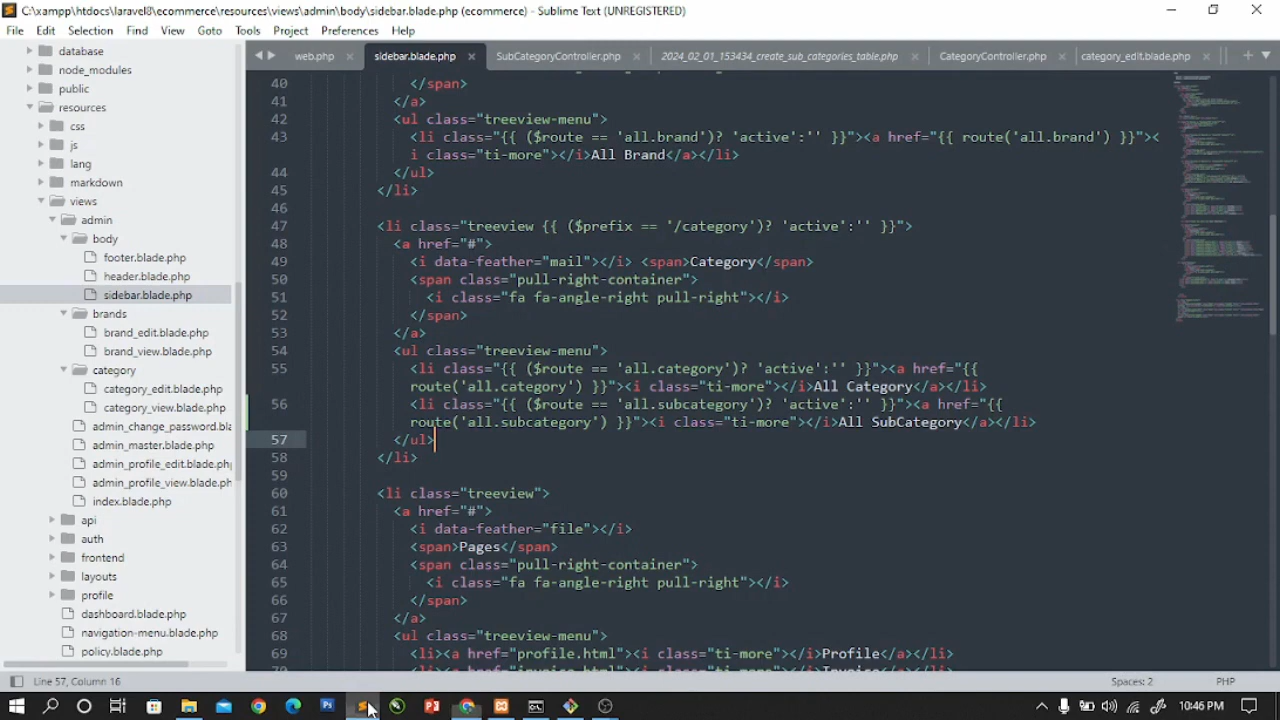 C:\xampp\htdocs\laravel8\ecommerce\resources\views\admin\body\sidebar.blade.php (ecommerce) - Sublime Text (UNREGISTERED)
File Edit Selection Find View Goto Tools Project Preferences Help
web.php
sidebar.blade.php
SubCategoryController.php
2024_02_01_153434_create_sub_categories_table.php
CategoryController.php
category_edit.blade.php
database
node_modules
public
resources
css
js
lang
markdown
views
admin
body
footer.blade.php
header.blade.php
sidebar.blade.php
brands
brand_edit.blade.php
brand_view.blade.php
category
category_edit.blade.php
category_view.blade.php
admin_change_password.bla
admin_master.blade.php
admin_profile_edit.blade.php
admin_profile_view.blade.ph
index.blade.php
api
auth
frontend
layouts
profile
dashboard.blade.php
navigation-menu.blade.php
policy.blade.php
40 </span>
41 </a>
42 <ul class="treeview-menu">
43 <li class="{{ ($route == 'all.brand')? 'active':'' }}"><a href="{{ route('all.brand') }}"><
i class="ti-more"></i>All Brand</a></li>
44 </ul>
45 </li>
46
47 <li class="treeview {{ ($prefix == '/category')? 'active':'' }}">
48 <a href="#">
49 <i data-feather="mail"></i> <span>Category</span>
50 <span class="pull-right-container">
51 <i class="fa fa-angle-right pull-right"></i>
52 </span>
53 </a>
54 <ul class="treeview-menu">
55 <li class="{{ ($route == 'all.category')? 'active':'' }}"><a href="{{
route('all.category') }}"><i class="ti-more"></i>All Category</a></li>
56 <li class="{{ ($route == 'all.subcategory')? 'active':'' }}"><a href="{{
route('all.subcategory') }}"><i class="ti-more"></i>All SubCategory</a></li>
57 </ul>
58 </li>
59
60 <li class="treeview">
61 <a href="#">
62 <i data-feather="file"></i>
63 <span>Pages</span>
64 <span class="pull-right-container">
65 <i class="fa fa-angle-right pull-right"></i>
66 </span>
67 </a>
68 <ul class="treeview-menu">
69 <li><a href="profile.html"><i class="ti-more"></i>Profile</a></li>
70 <li><a href="invoice.html"><i class="ti-more"></i>Invoice</a></li>
Line 57, Column 16
Spaces: 2
PHP
10:46 PM